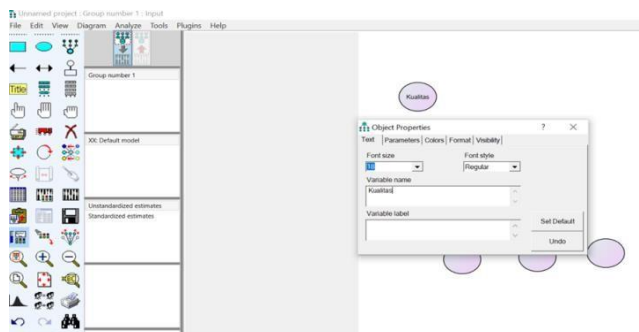 Unnamed project : Group number 1 : Input
File Edit View Diagram Analyze Tools Plugins Help
Title
Group number 1
XX: Default model
Unstandardized estimates
Standardized estimates
Kualitas
Object Properties ? ×
Text Parameters Colors Format Visibility
Font size Font style
18 Regular
Variable name
Kualitas
Variable label
Set Default
Undo